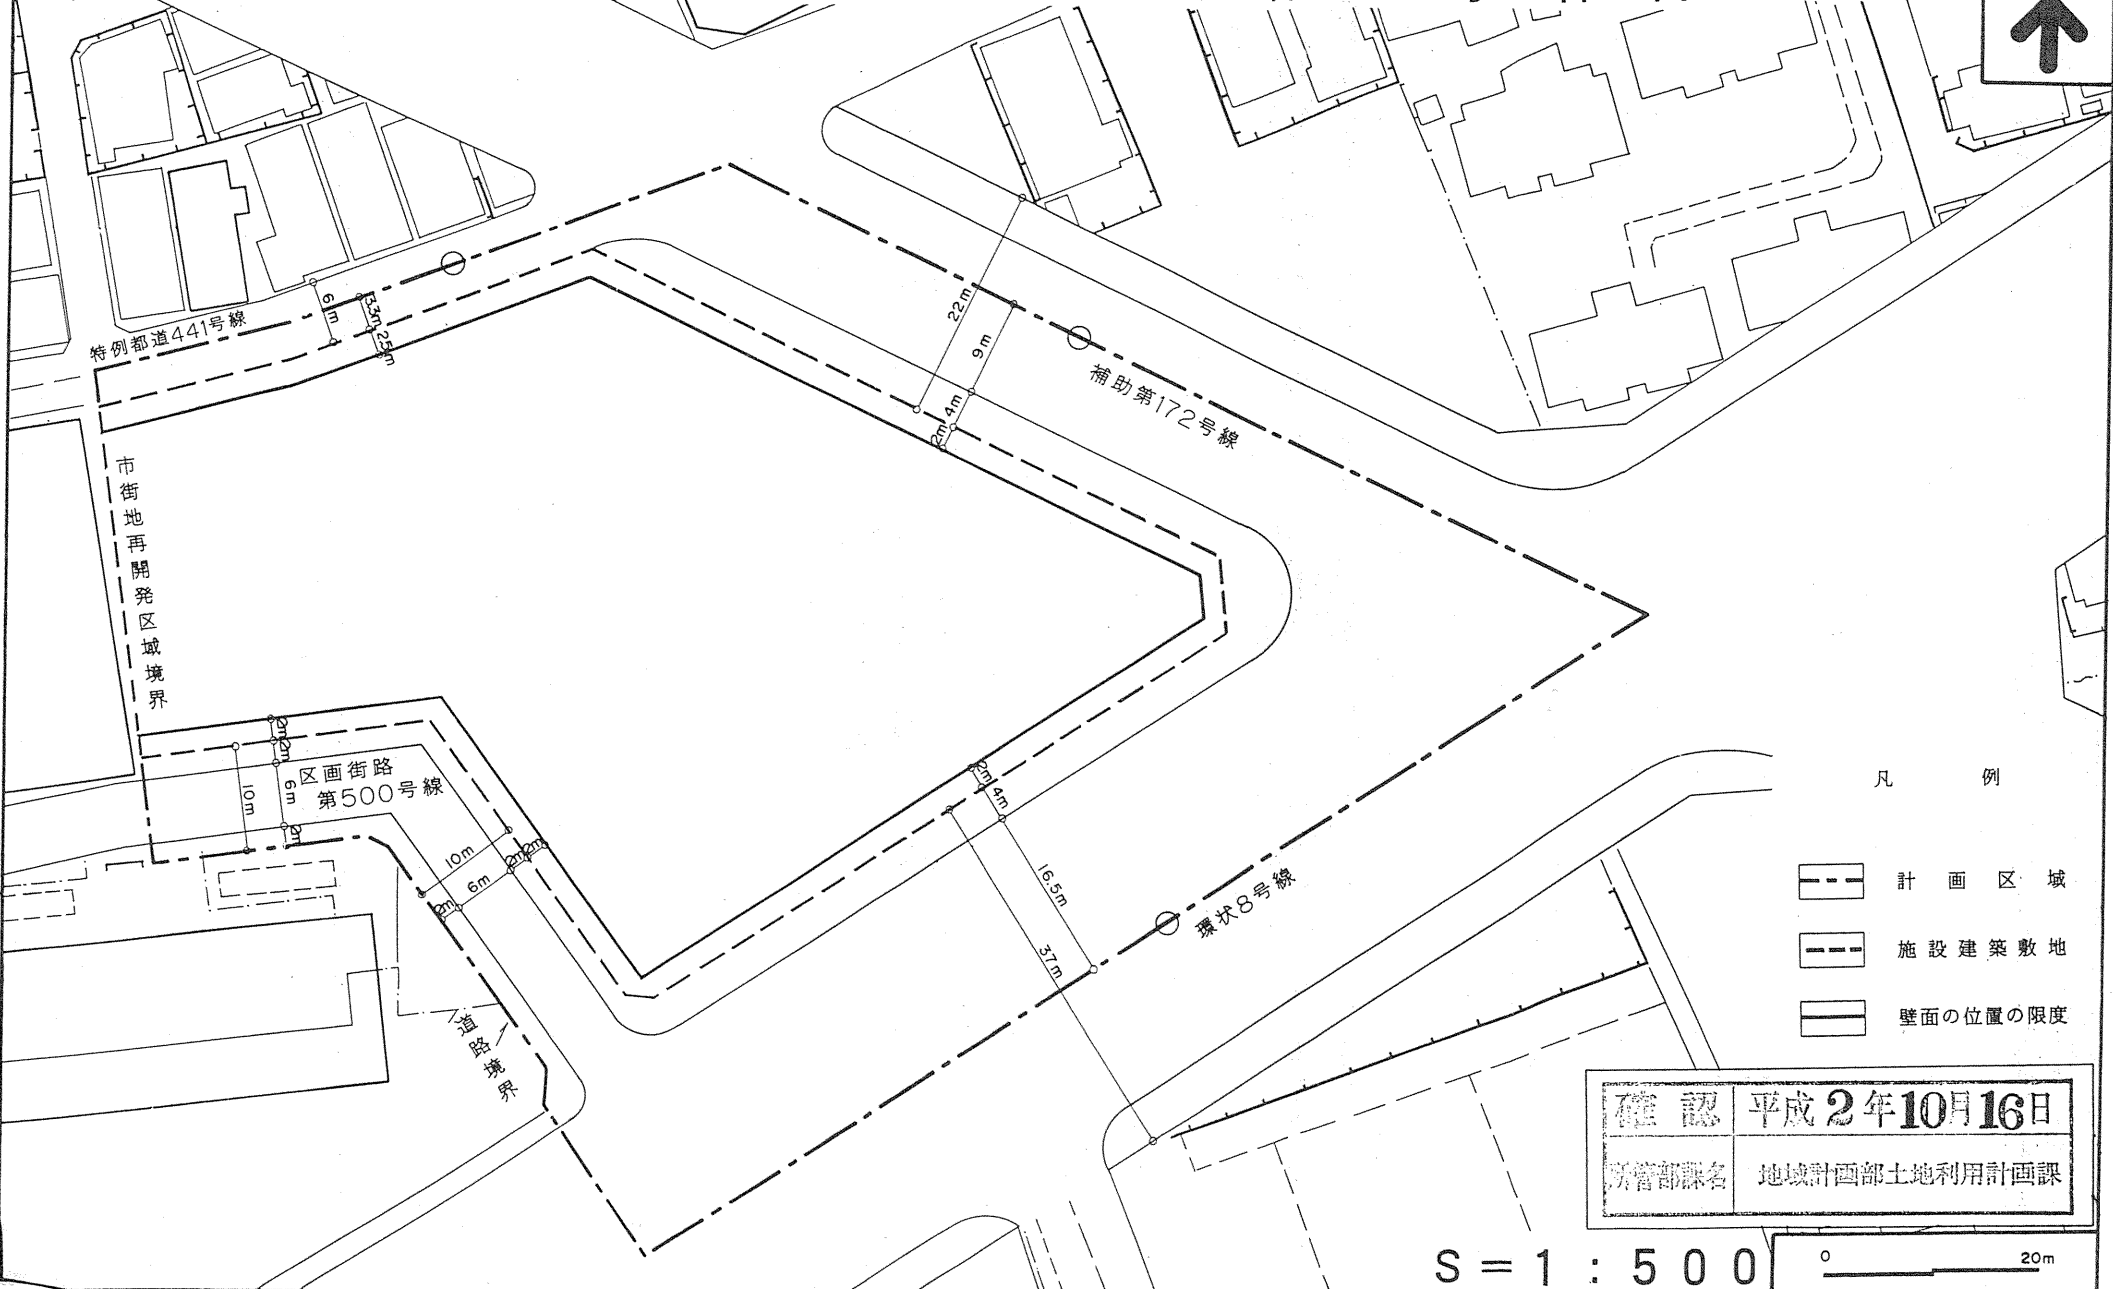 特例都道441号線
6m
3.3m
2.5m
22m
9m
4m
2m
補助第172号線
市街地再開発区域境界
2m
2m
6m
2m
10m
区画街路
第500号線
10m
6m
2m
2m
2m
2m
4m
16.5m
37m
環状8号線
道路境界
凡例
計画区域
施設建築敷地
壁面の位置の限度
確認 平成2年10月16日
所管部課名 地域計画部土地利用計画課
S=1:500
0 20m